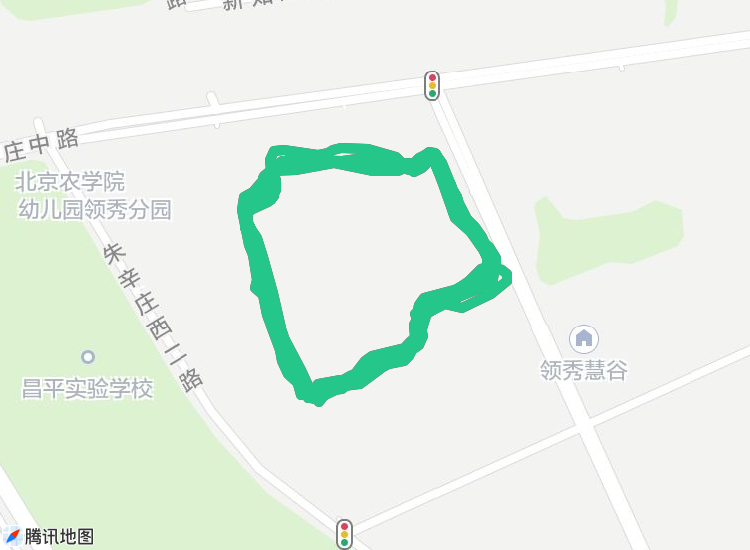 路
新
庄中路
北京农学院
幼儿园领秀分园
朱辛庄西二路
昌平实验学校
领秀慧谷
腾讯地图